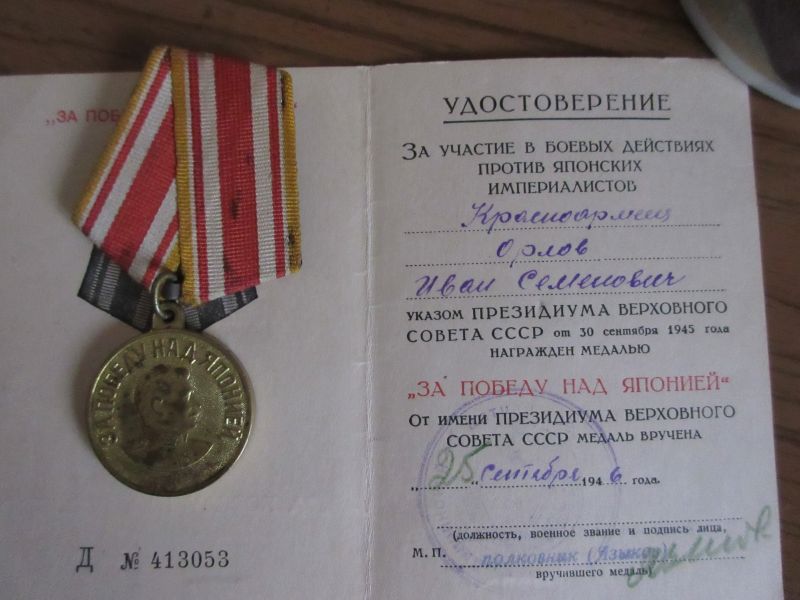 „ЗА ПОБ
"ЗА ПОБЕДУ НАД ЯПОНИЕЙ"
Д № 413053
УДОСТОВЕРЕНИЕ
ЗА УЧАСТИЕ В БОЕВЫХ ДЕЙСТВИЯХ
ПРОТИВ ЯПОНСКИХ
ИМПЕРИАЛИСТОВ
Красноармеец
Орлов
Иван Семенович
УКАЗОМ ПРЕЗИДИУМА ВЕРХОВНОГО
СОВЕТА СССР от 30 сентября 1945 года
НАГРАЖДЕН МЕДАЛЬЮ
„ЗА ПОБЕДУ НАД ЯПОНИЕЙ“
От имени ПРЕЗИДИУМА ВЕРХОВНОГО
СОВЕТА СССР МЕДАЛЬ ВРУЧЕНА
„25“ сентября 1946 года.
(должность, военное звание и подпись лица,
М. П. полковник (Языков)
вручившего медаль)